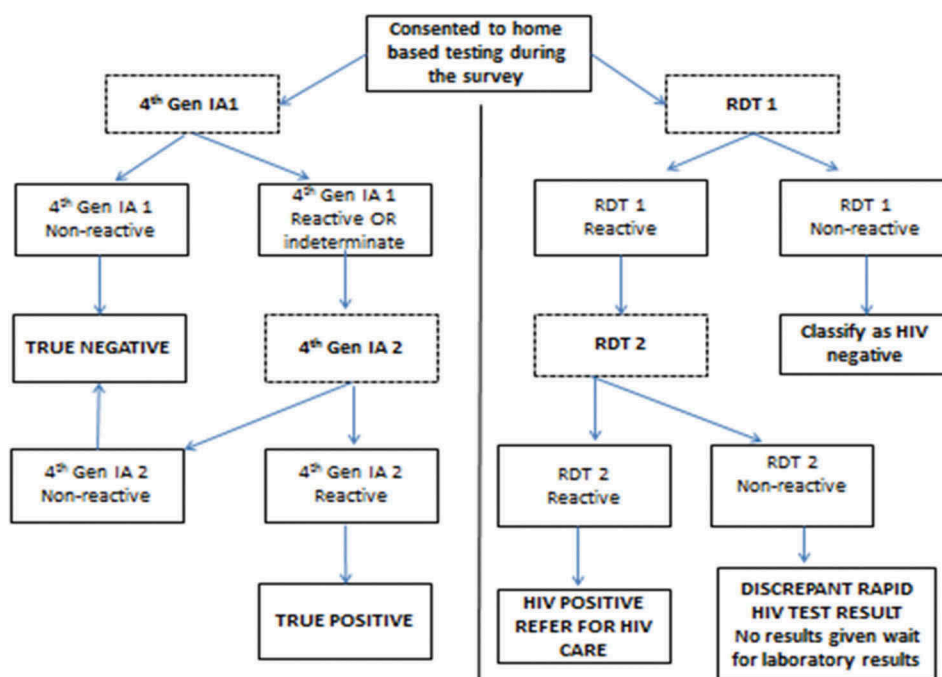 Consented to home
based testing during
the survey
4th Gen IA1
RDT 1
4th Gen IA 1
Non-reactive
4th Gen IA 1
Reactive OR
indeterminate
RDT 1
Reactive
RDT 1
Non-reactive
TRUE NEGATIVE
4th Gen IA 2
RDT 2
Classify as HIV
negative
4th Gen IA 2
Non-reactive
4th Gen IA 2
Reactive
RDT 2
Reactive
RDT 2
Non-reactive
TRUE POSITIVE
HIV POSITIVE
REFER FOR HIV
CARE
DISCREPANT RAPID
HIV TEST RESULT
No results given wait
for laboratory results